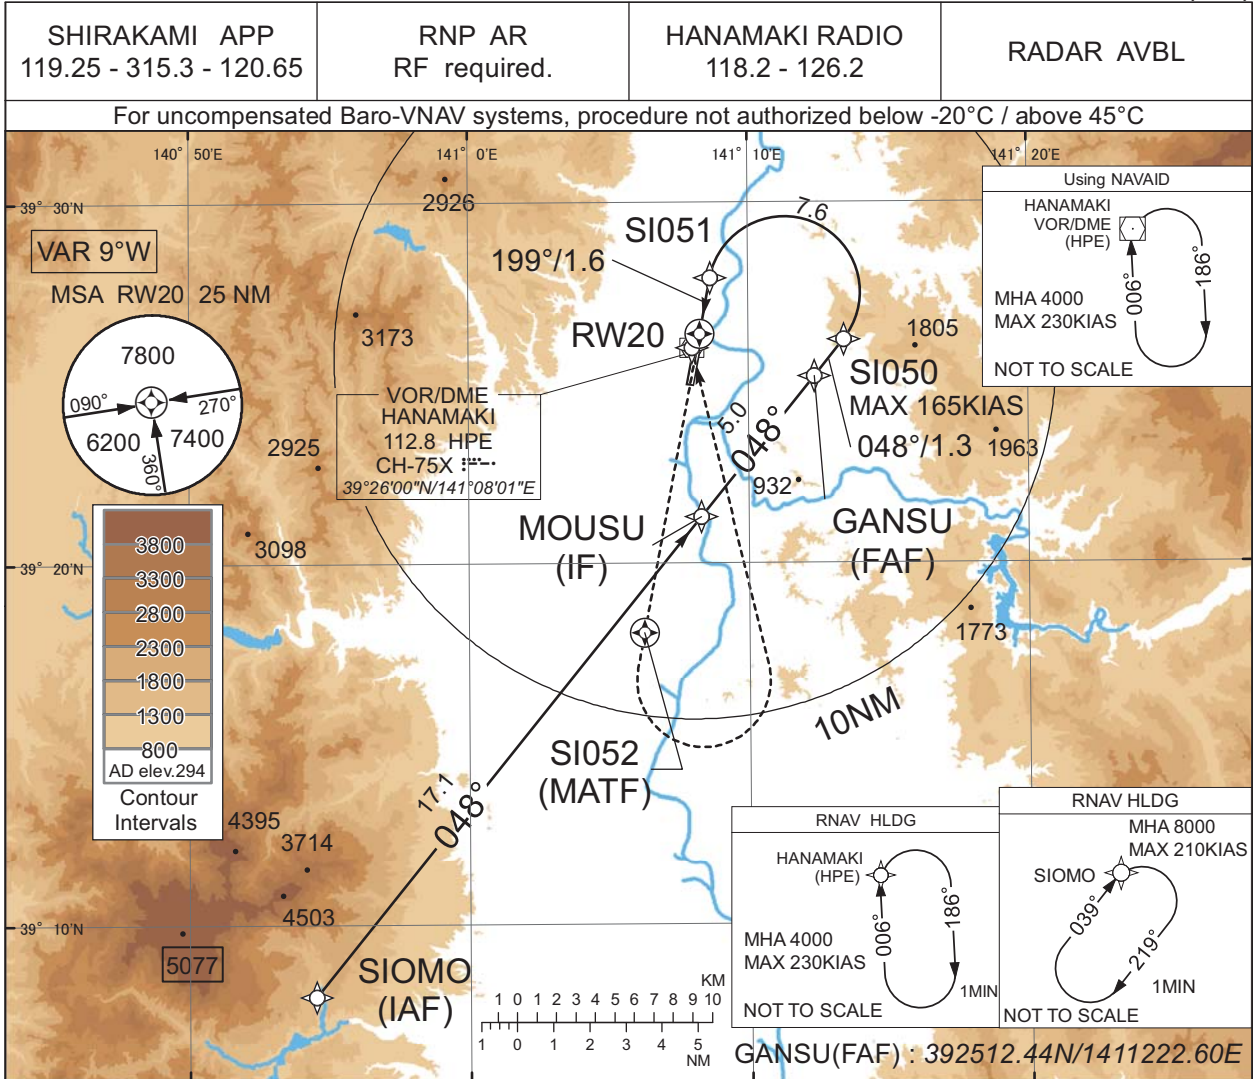 SHIRAKAMI APP
119.25 - 315.3 - 120.65
RNP AR
RF required.
HANAMAKI RADIO
118.2 - 126.2
RADAR AVBL
For uncompensated Baro-VNAV systems, procedure not authorized below -20°C / above 45°C
140° 50'E
141° 0'E
141° 10'E
141° 20'E
39° 30'N
39° 20'N
39° 10'N
VAR 9°W
MSA RW20 25 NM
7800
090°
270°
6200
7400
360°
2926
3173
2925
3098
SI051
7.6
199°/1.6
RW20
VOR/DME
HANAMAKI
112.8 HPE
CH-75X
39°26'00"N/141°08'01"E
1805
SI050
MAX 165KIAS
048°/1.3
1963
5.0
048°
932
MOUSU
(IF)
GANSU
(FAF)
1773
10NM
SI052
(MATF)
17.1
048°
SIOMO
(IAF)
4395
3714
4503
5077
3800
3300
2800
2300
1800
1300
800
AD elev.294
Contour
Intervals
Using NAVAID
HANAMAKI
VOR/DME
(HPE)
006°
186°
MHA 4000
MAX 230KIAS
NOT TO SCALE
RNAV HLDG
HANAMAKI
(HPE)
006°
186°
MHA 4000
MAX 230KIAS
1MIN
NOT TO SCALE
RNAV HLDG
MHA 8000
MAX 210KIAS
SIOMO
039°
219°
1MIN
NOT TO SCALE
KM
1 0 1 2 3 4 5 6 7 8 9 10
1 0 1 2 3 4 5
NM
GANSU(FAF) : 392512.44N/1411222.60E